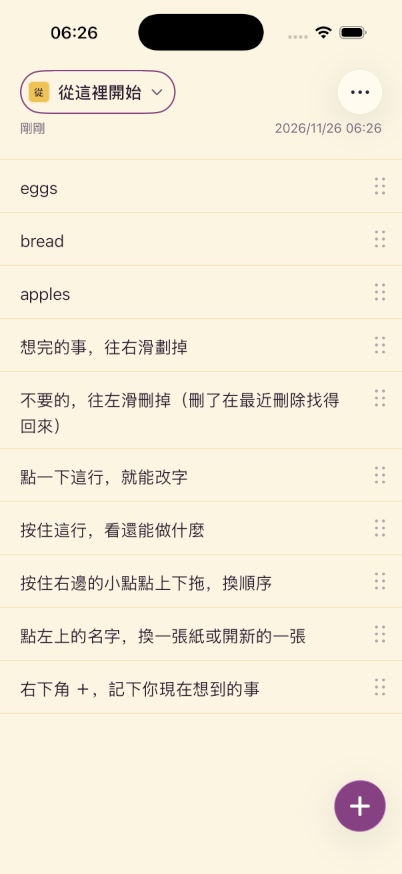 06:26
從 從這裡開始
剛剛 2026/11/26 06:26
eggs
bread
apples
想完的事，往右滑劃掉
不要的，往左滑刪掉（刪了在最近刪除找得
回來）
點一下這行，就能改字
按住這行，看還能做什麼
按住右邊的小點點上下拖，換順序
點左上的名字，換一張紙或開新的一張
右下角 +，記下你現在想到的事